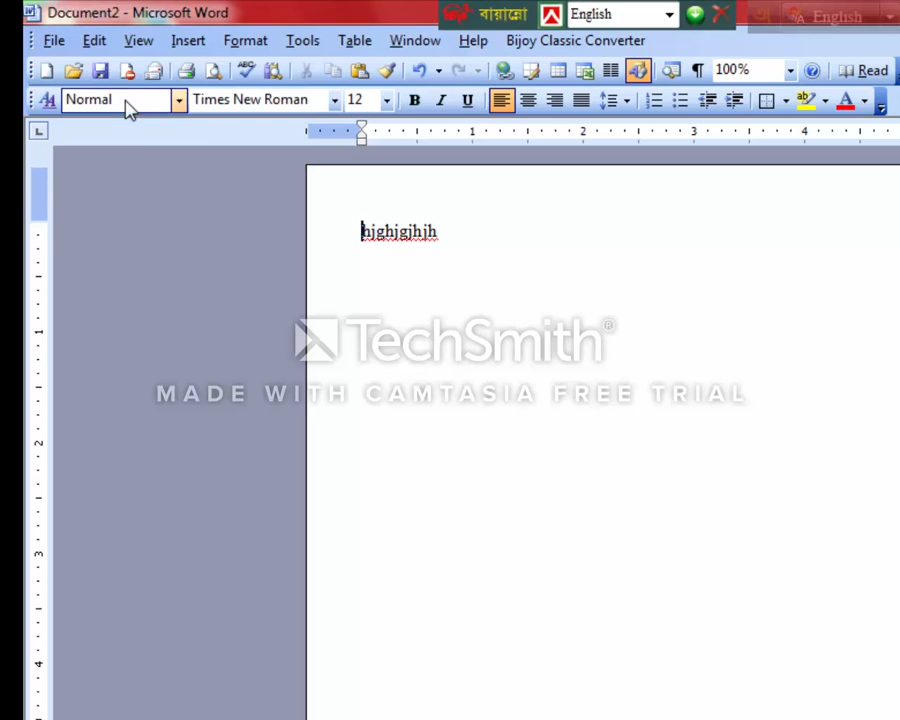 Document2 - Microsoft Word
বায়ান্নো
English
English
File Edit View Insert Format Tools Table Window Help Bijoy Classic Converter
100%
Read
Normal
Times New Roman
12
B I U
1 2 3 4
hjghjgjhjh
1
TechSmith®
MADE WITH CAMTASIA FREE TRIAL
2
3
4